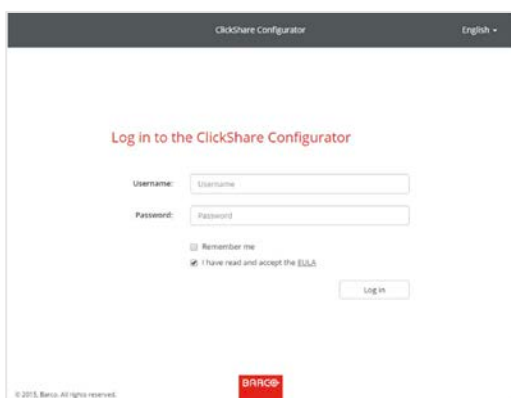 ClickShare Configurator
English
Log in to the ClickShare Configurator
Username: Username
Password: Password
Remember me
I have read and accept the EULA
Log in
BARCO
© 2015, Barco. All rights reserved.